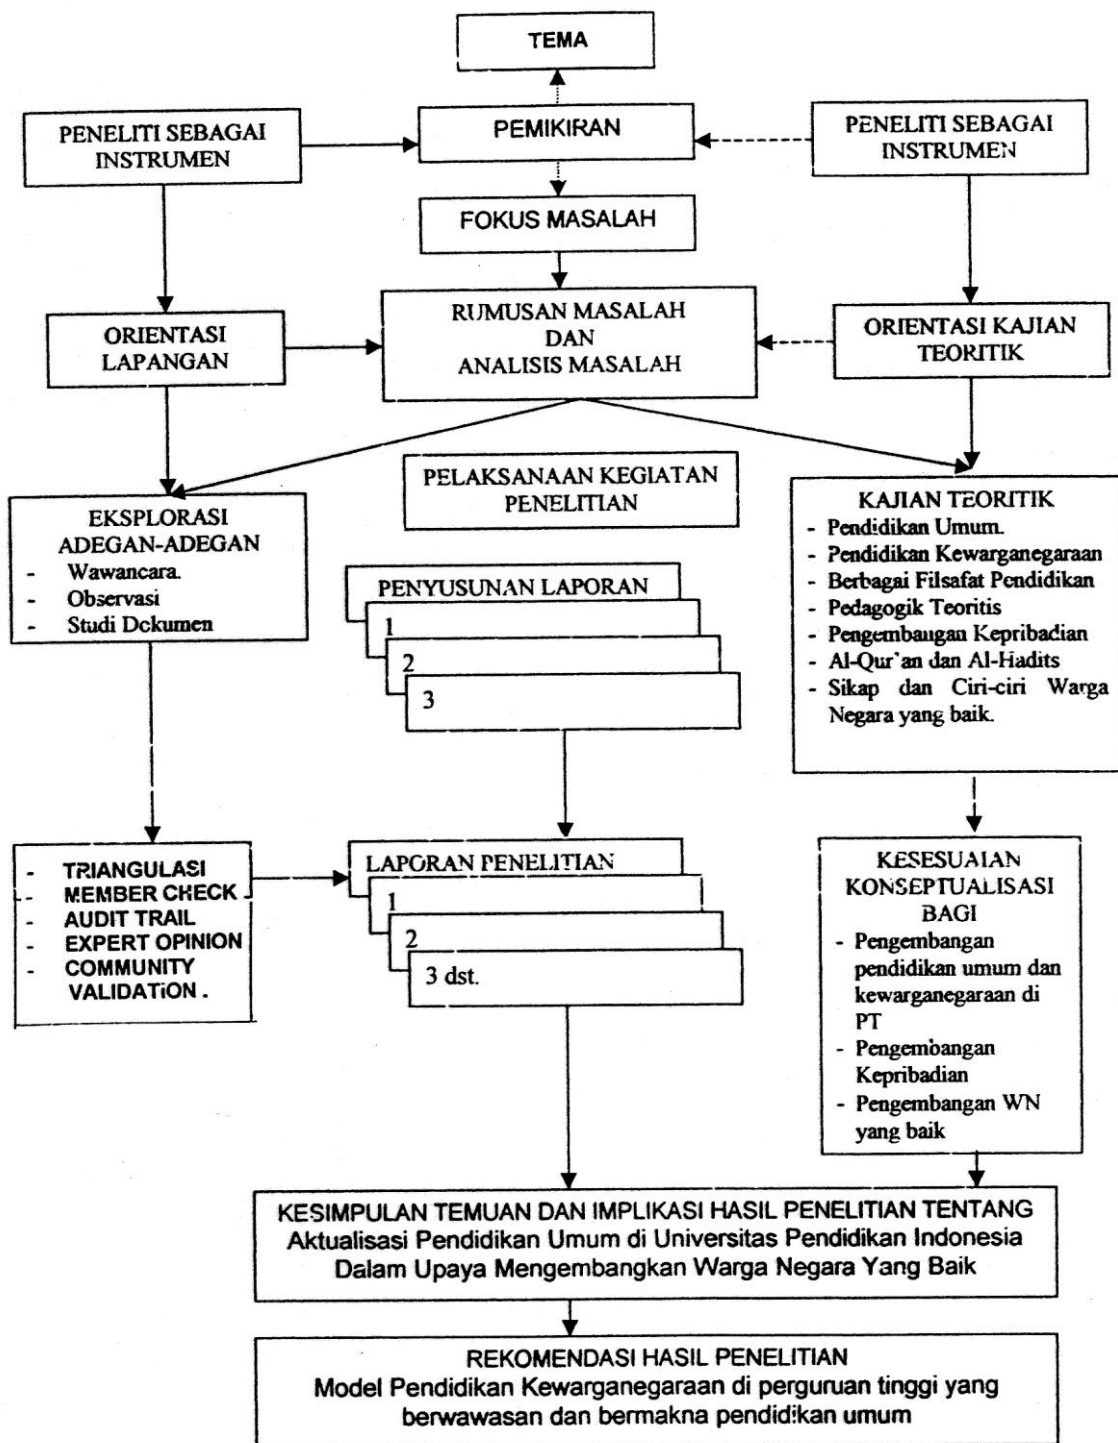 TEMA
PENELITI SEBAGAI
INSTRUMEN
PEMIKIRAN
PENELITI SEBAGAI
INSTRUMEN
FOKUS MASALAH
ORIENTASI
LAPANGAN
RUMUSAN MASALAH
DAN
ANALISIS MASALAH
ORIENTASI KAJIAN
TEORITIK
PELAKSANAAN KEGIATAN
PENELITIAN
EKSPLORASI
ADEGAN-ADEGAN
- Wawancara.
- Observasi
- Studi Dokumen
PENYUSUNAN LAPORAN
1
2
3
KAJIAN TEORITIK
- Pendidikan Umum.
- Pendidikan Kewarganegaraan
- Berbagai Filsafat Pendidikan
- Pedagogik Teoritis
- Pengembangan Kepribadian
- Al-Qur'an dan Al-Hadits
- Sikap dan Ciri-ciri Warga
Negara yang baik.
- TRIANGULASI
- MEMBER CHECK
- AUDIT TRAIL
- EXPERT OPINION
- COMMUNITY
VALIDATION.
LAPORAN PENELITIAN
1
2
3 dst.
KESESUAIAN
KONSEPTUALISASI
BAGI
- Pengembangan
pendidikan umum dan
kewarganegaraan di
PT
- Pengembangan
Kepribadian
- Pengembangan WN
yang baik
KESIMPULAN TEMUAN DAN IMPLIKASI HASIL PENELITIAN TENTANG
Aktualisasi Pendidikan Umum di Universitas Pendidikan Indonesia
Dalam Upaya Mengembangkan Warga Negara Yang Baik
REKOMENDASI HASIL PENELITIAN
Model Pendidikan Kewarganegaraan di perguruan tinggi yang
berwawasan dan bermakna pendidikan umum